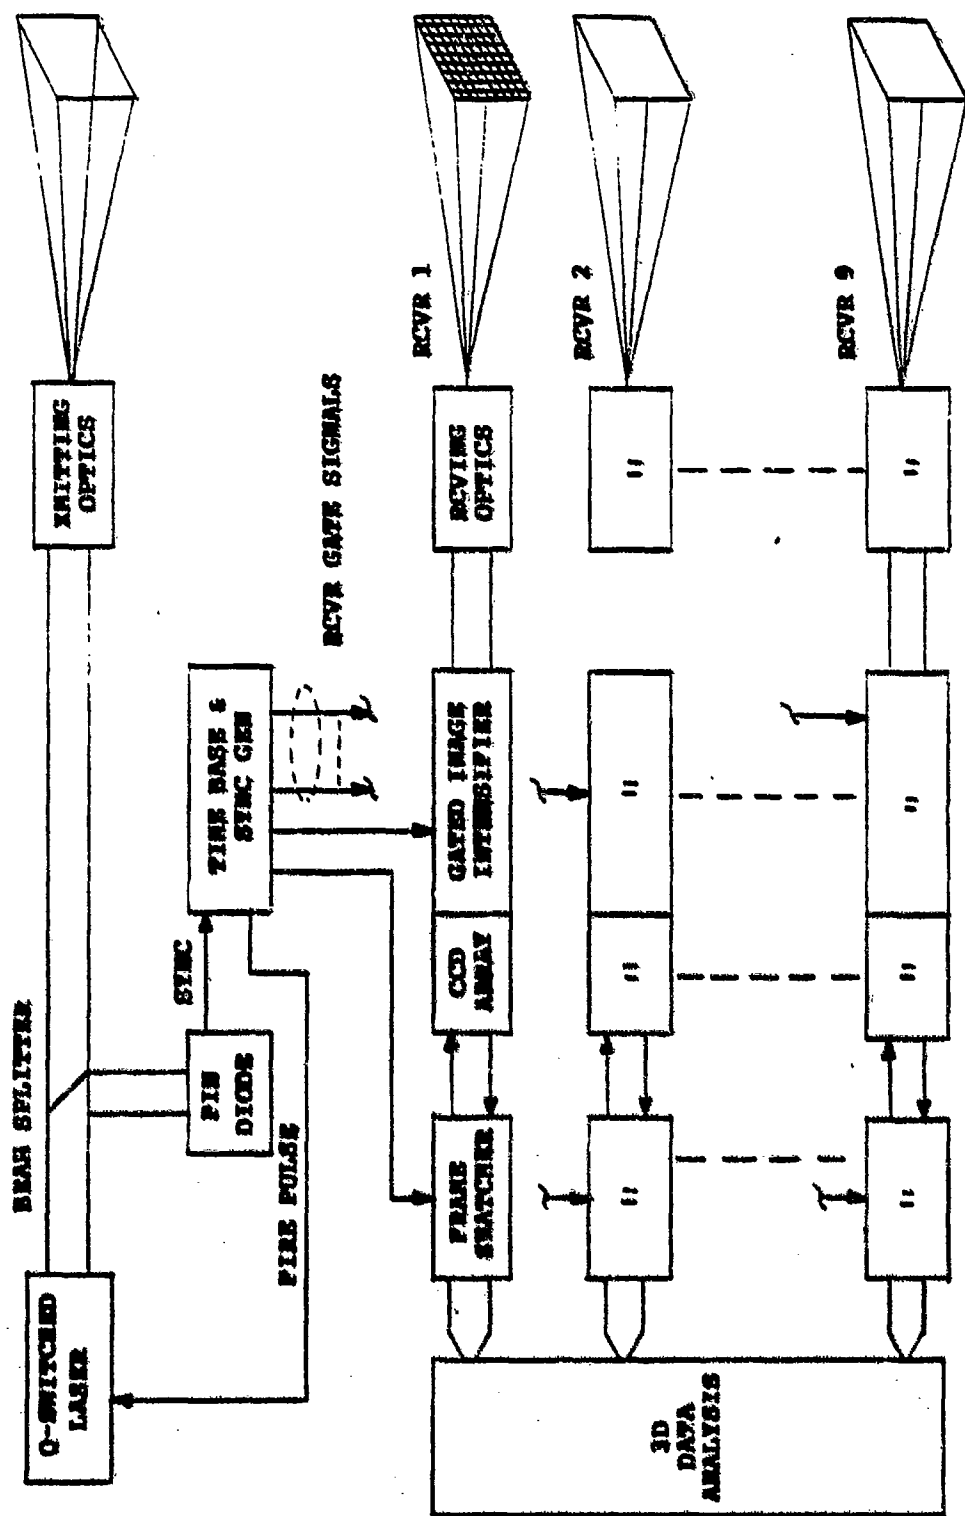 Q-SWITCHED
LASER
BEAM SPLITTER
XMITTING
OPTICS
PIN
DIODE
SYNC
TIME BASE &
SYNC GEN
FIRE PULSE
RCVR GATE SIGNALS
RCVR 1
3D
DATA
ANALYSIS
FRAME
SNATCHER
CCD
ARRAY
GATED IMAGE
INTENSIFIER
RCVING
OPTICS
RCVR 2
"
"
"
"
RCVR 9
"
"
"
"